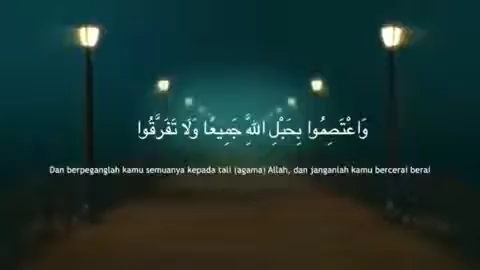 وَاعْتَصِمُوا بِحَبْلِ اللَّهِ جَمِيعًا وَلَا تَفَرَّقُوا
Dan berpeganglah kamu semuanya kepada tali (agama) Allah, dan janganlah kamu bercerai berai